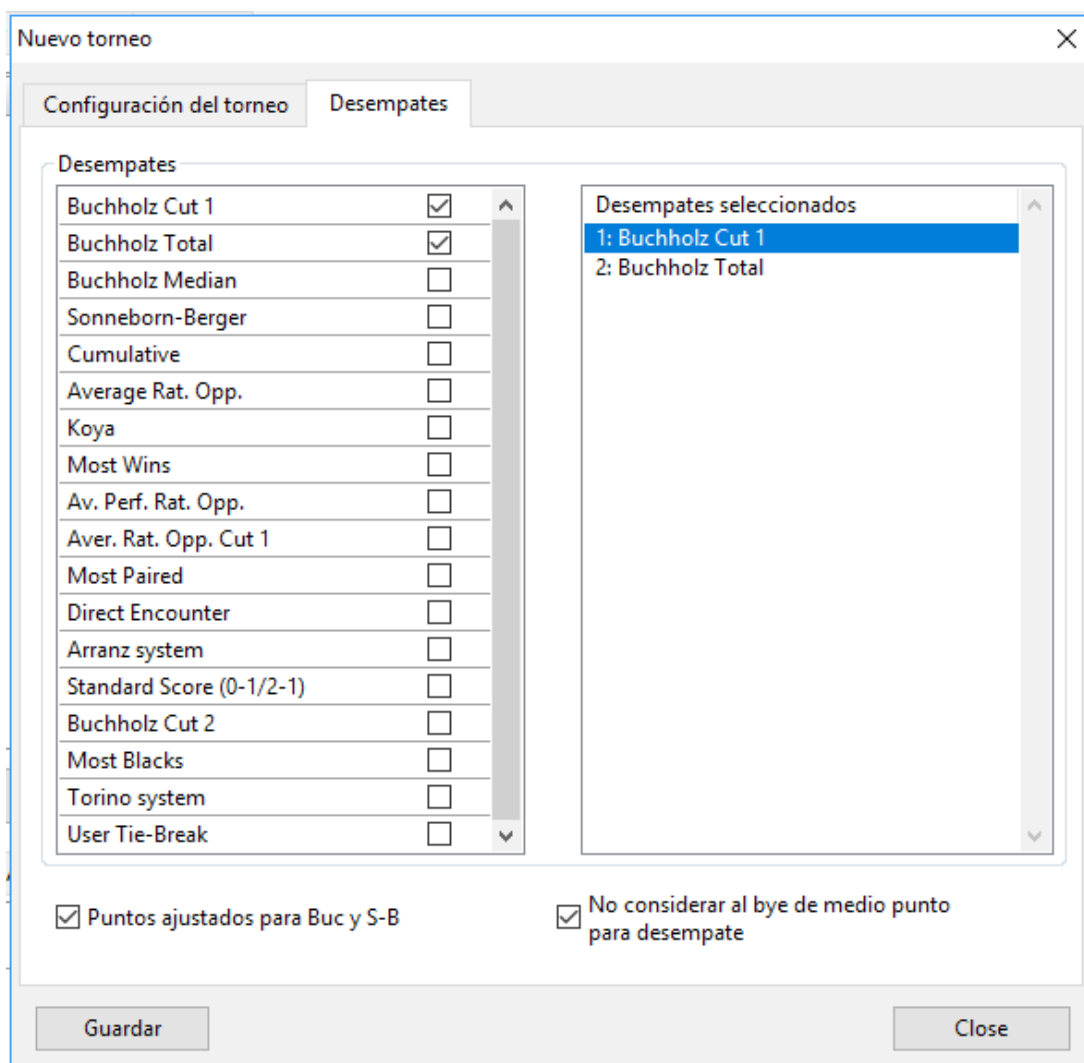 Nuevo torneo
Configuración del torneo
Desempates
Desempates
Buchholz Cut 1
Buchholz Total
Buchholz Median
Sonneborn-Berger
Cumulative
Average Rat. Opp.
Koya
Most Wins
Av. Perf. Rat. Opp.
Aver. Rat. Opp. Cut 1
Most Paired
Direct Encounter
Arranz system
Standard Score (0-1/2-1)
Buchholz Cut 2
Most Blacks
Torino system
User Tie-Break
Desempates seleccionados
1: Buchholz Cut 1
2: Buchholz Total
Puntos ajustados para Buc y S-B
No considerar al bye de medio punto
para desempate
Guardar
Close